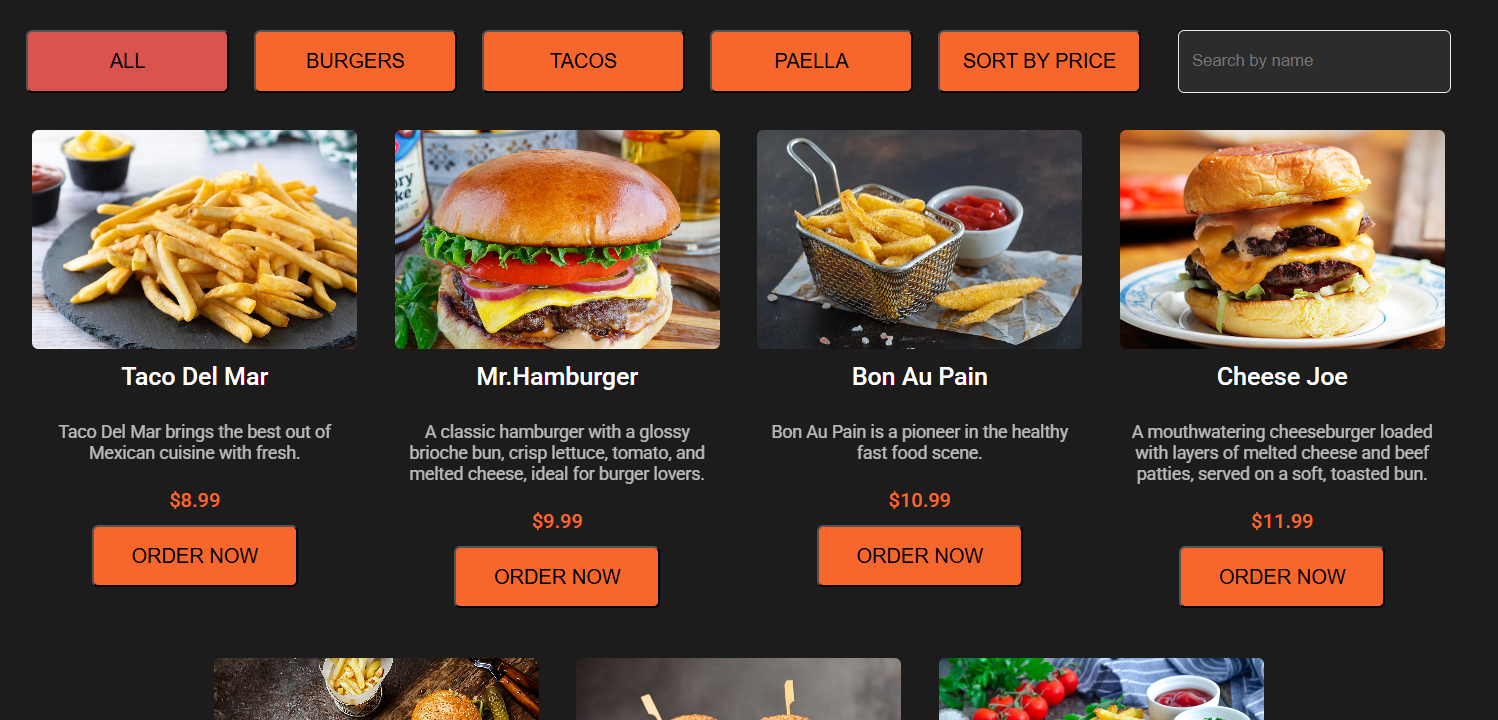 ALL
BURGERS
TACOS
PAELLA
SORT BY PRICE
Search by name
Taco Del Mar
Taco Del Mar brings the best out of
Mexican cuisine with fresh.
$8.99
ORDER NOW
Mr.Hamburger
A classic hamburger with a glossy
brioche bun, crisp lettuce, tomato, and
melted cheese, ideal for burger lovers.
$9.99
ORDER NOW
Bon Au Pain
Bon Au Pain is a pioneer in the healthy
fast food scene.
$10.99
ORDER NOW
Cheese Joe
A mouthwatering cheeseburger loaded
with layers of melted cheese and beef
patties, served on a soft, toasted bun.
$11.99
ORDER NOW